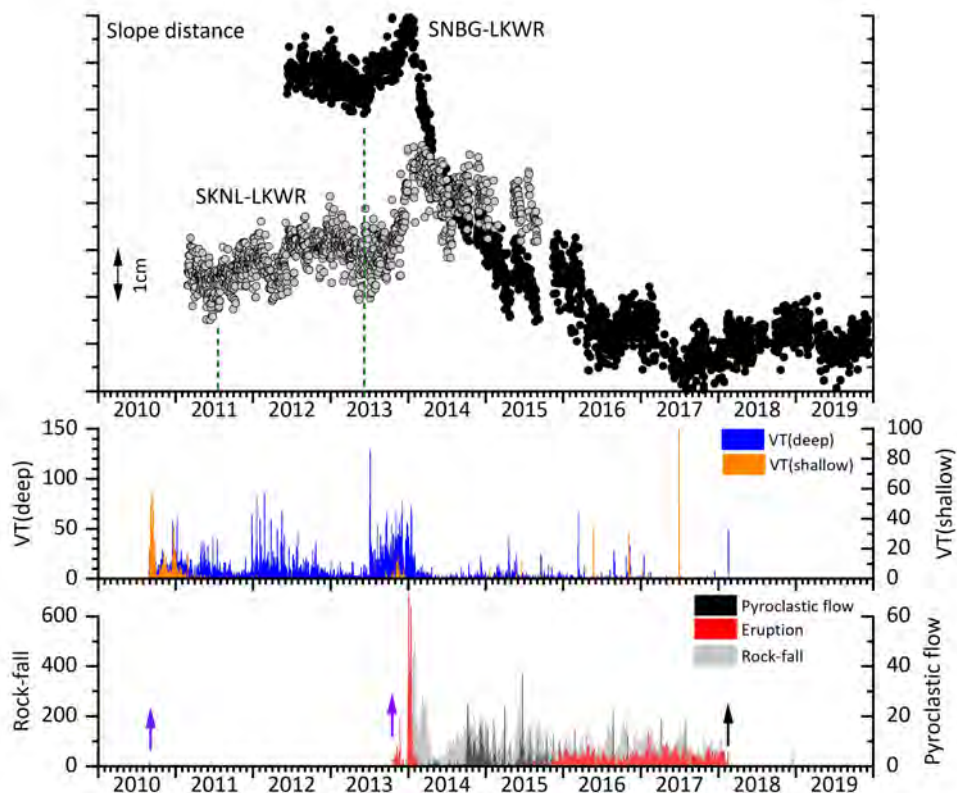 Slope distance
SNBG-LKWR
SKNL-LKWR
1cm
2010 2011 2012 2013 2014 2015 2016 2017 2018 2019
150 100
VT(deep)
VT(shallow)
100 80
60
50 40
20
0 0
VT(deep)
VT(shallow)
2010 2011 2012 2013 2014 2015 2016 2017 2018 2019
600 60
Pyroclastic flow
Eruption
Rock-fall
400 40
200 20
0 0
Rock-fall
Pyroclastic flow
2010 2011 2012 2013 2014 2015 2016 2017 2018 2019